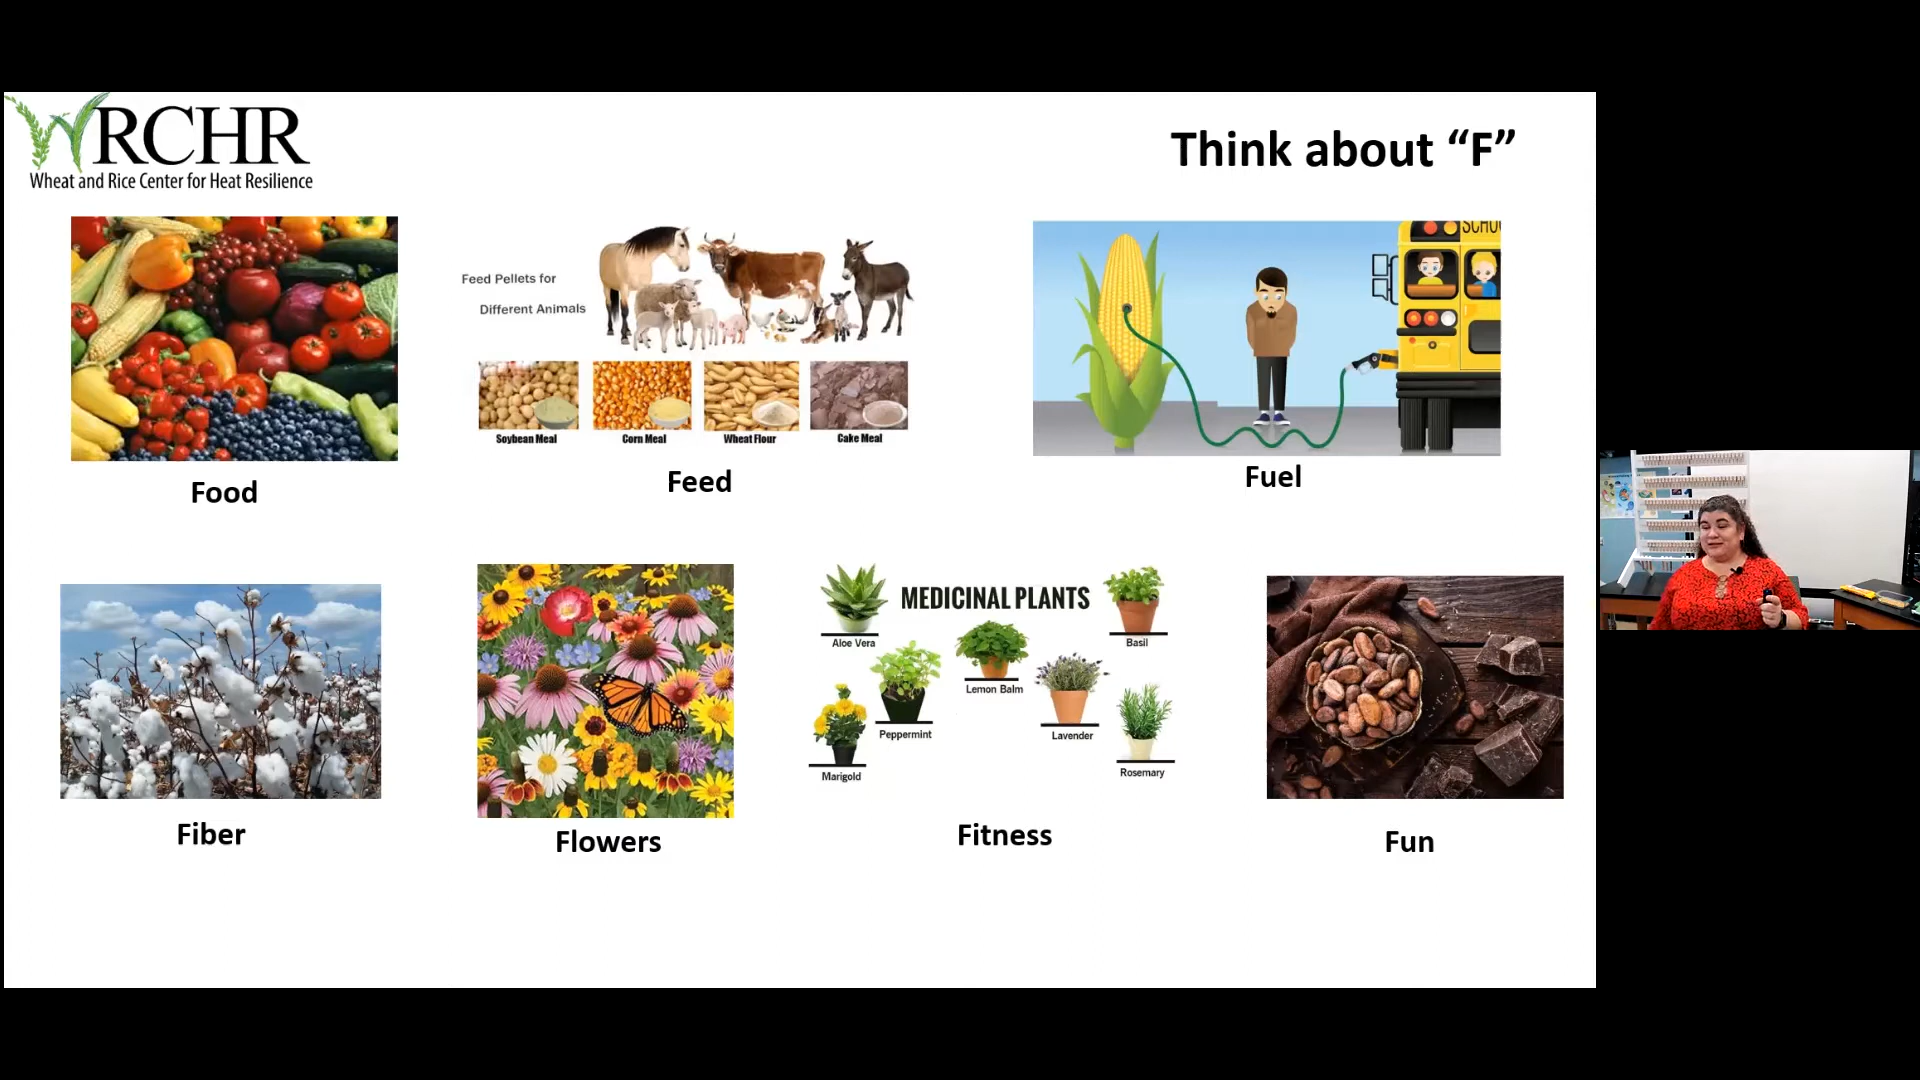 WRCHR
Wheat and Rice Center for Heat Resilience
Think about “F”
Feed Pellets for
Different Animals
Soybean Meal
Corn Meal
Wheat Flour
Cake Meal
SCHO
Food
Feed
Fuel
MEDICINAL PLANTS
Aloe Vera
Basil
Lemon Balm
Peppermint
Lavender
Marigold
Rosemary
Fiber
Flowers
Fitness
Fun